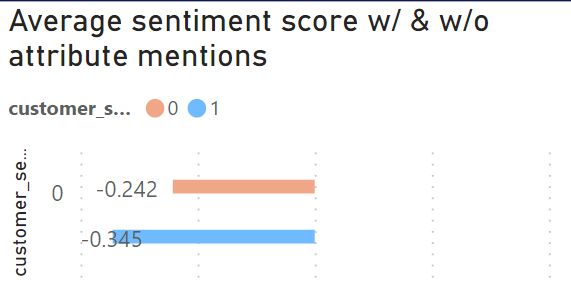 Average sentiment score w/ & w/o
attribute mentions
customer_s... 0 1
customer_se...
0
-0.242
-0.345